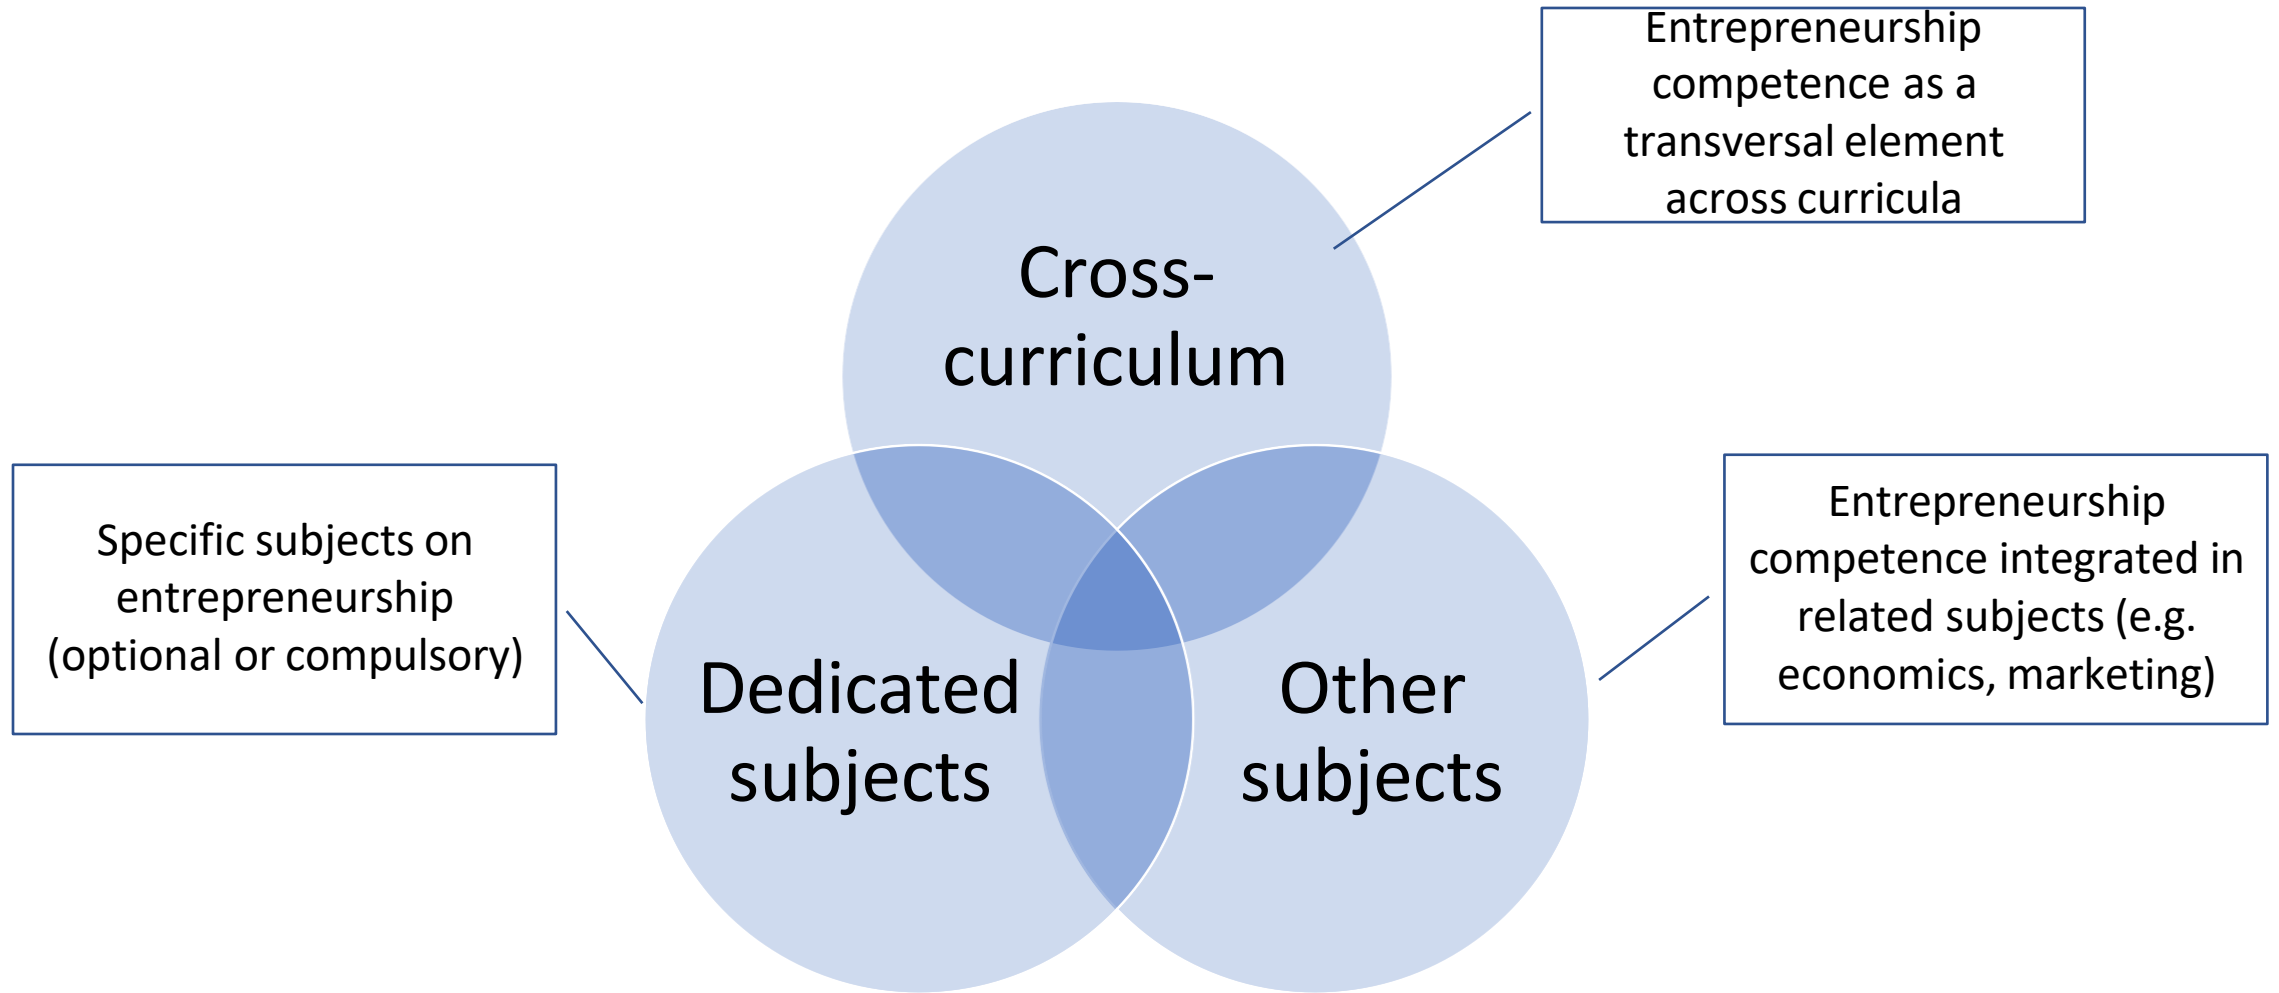 Entrepreneurship
competence as a
transversal element
across curricula
Cross-
curriculum
Specific subjects on
entrepreneurship
(optional or compulsory)
Entrepreneurship
competence integrated in
related subjects (e.g.
economics, marketing)
Dedicated
subjects
Other
subjects